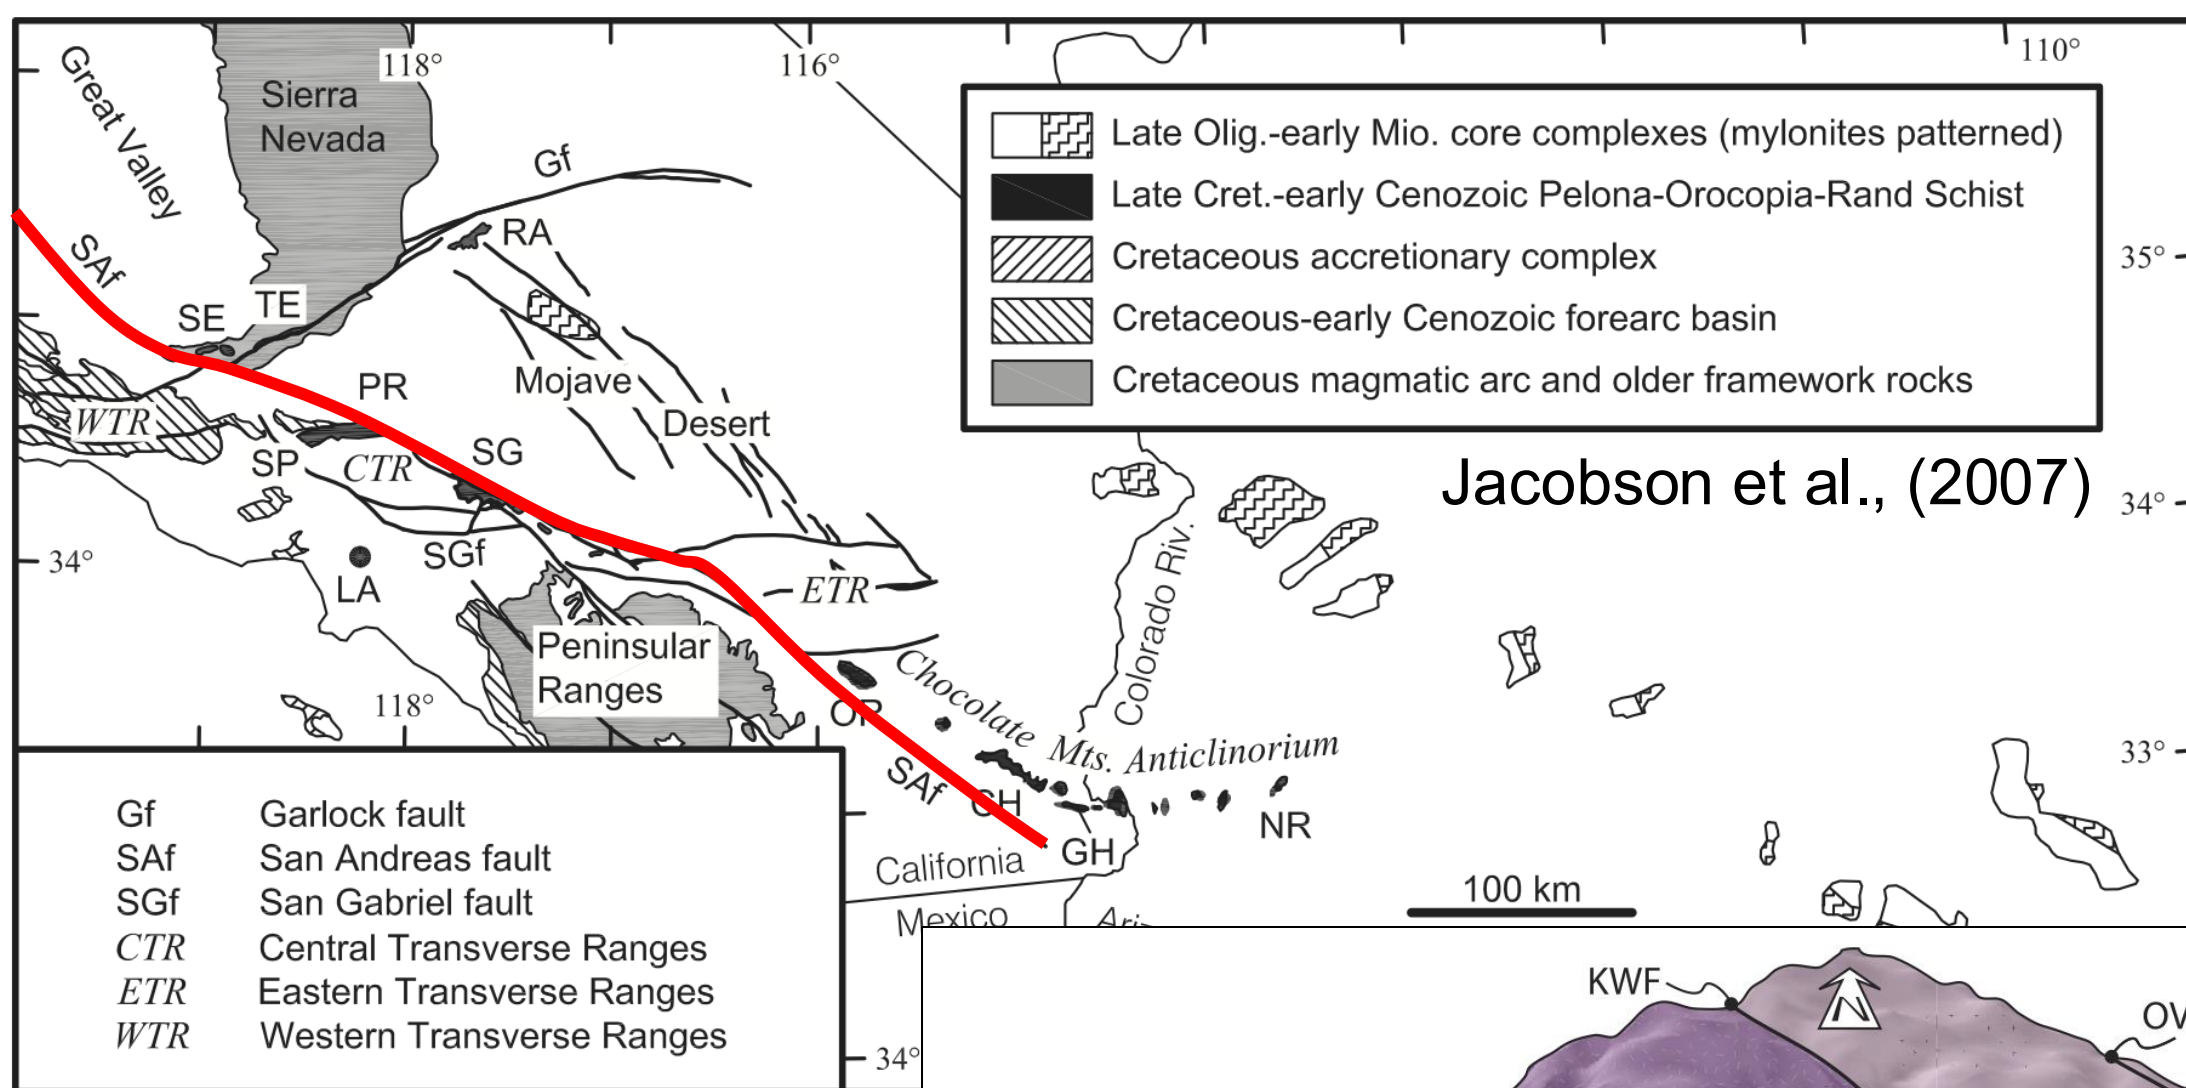 118°
116°
110°
Great Valley
Sierra
Nevada
Gf
Late Olig.-early Mio. core complexes (mylonites patterned)
Late Cret.-early Cenozoic Pelona-Orocopia-Rand Schist
Cretaceous accretionary complex
Cretaceous-early Cenozoic forearc basin
Cretaceous magmatic arc and older framework rocks
SAf
RA
35°
SE
TE
PR
Mojave
Desert
WTR
SP
CTR
SG
Jacobson et al., (2007)
34°
34°
SGf
LA
ETR
Colorado Riv.
Peninsular
Ranges
118°
OR
Chocolate Mts. Anticlinorium
33°
SAf
CH
GH
NR
California
Mexico
100 km
Gf Garlock fault
SAf San Andreas fault
SGf San Gabriel fault
CTR Central Transverse Ranges
ETR Eastern Transverse Ranges
WTR Western Transverse Ranges
34°
KWF
N
OV